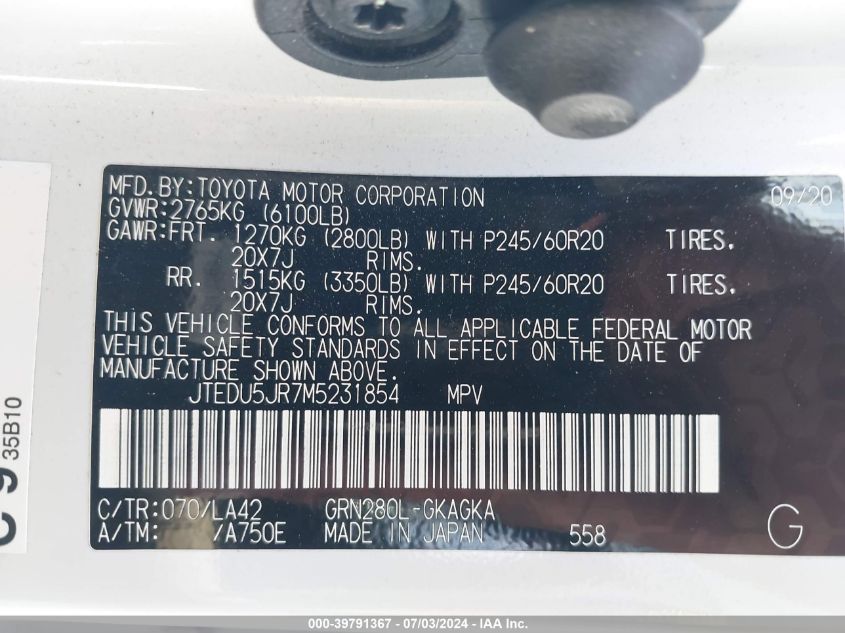 MFD.BY:TOYOTA MOTOR CORPORATION 09/20
GVWR:2765KG (6100LB)
GAWR:FRT. 1270KG (2800LB) WITH P245/60R20 TIRES.
20X7J RIMS.
RR. 1515KG (3350LB) WITH P245/60R20 TIRES.
20X7J RIMS.
THIS VEHICLE CONFORMS TO ALL APPLICABLE FEDERAL MOTOR
VEHICLE SAFETY STANDARDS IN EFFECT ON THE DATE OF
MANUFACTURE SHOWN ABOVE.
JTEDU5JR7M5231854 MPV
C/TR:070/LA42 GRN280L-GKAGKA
A/TM: /A750E MADE IN JAPAN 558 G
C 9
35B10
000-39791367 - 07/03/2024 - IAA Inc.